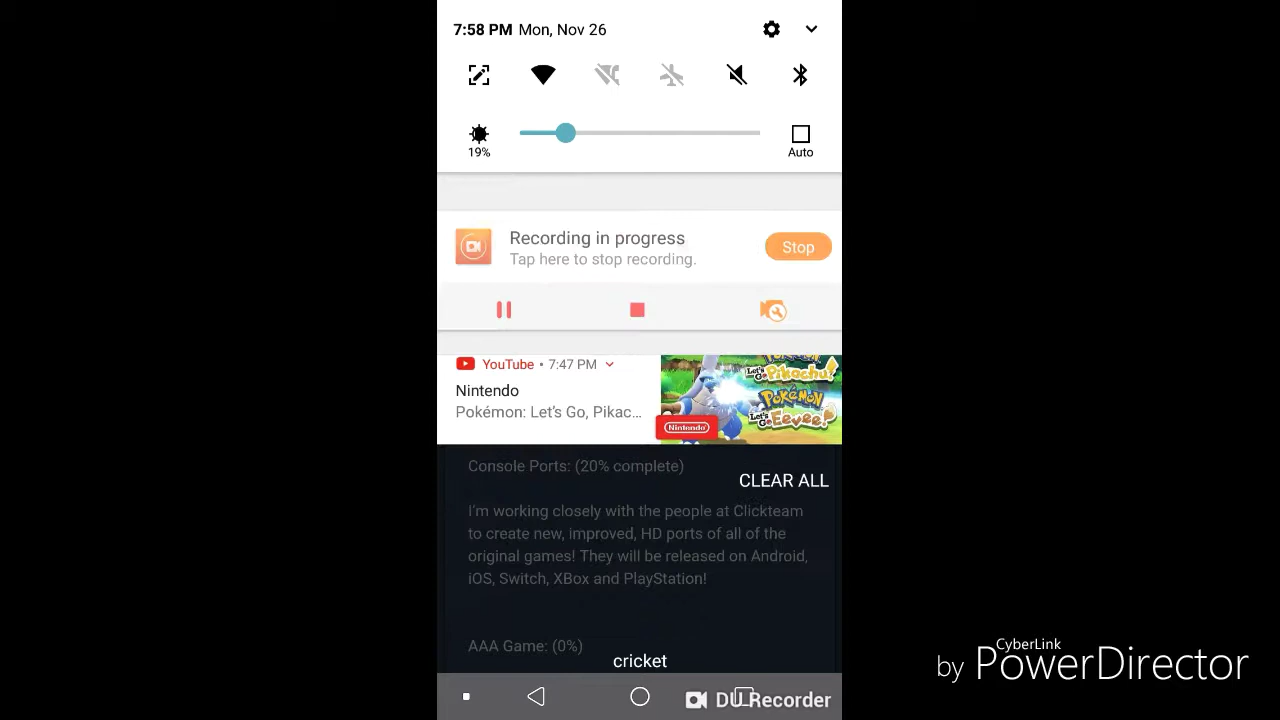 7:58 PM Mon, Nov 26
19%
Auto
Recording in progress
Tap here to stop recording.
Stop
YouTube • 7:47 PM
Nintendo
Pokémon: Let's Go, Pikac...
Pokémon
Let's Go Pikachu!
Pokémon
Let's Go Eevee!
Nintendo
Console Ports: (20% complete)
CLEAR ALL
I'm working closely with the people at Clickteam
to create new, improved, HD ports of all of the
original games! They will be released on Android,
iOS, Switch, XBox and PlayStation!
AAA Game: (0%)
cricket
DU Recorder
CyberLink
by PowerDirector